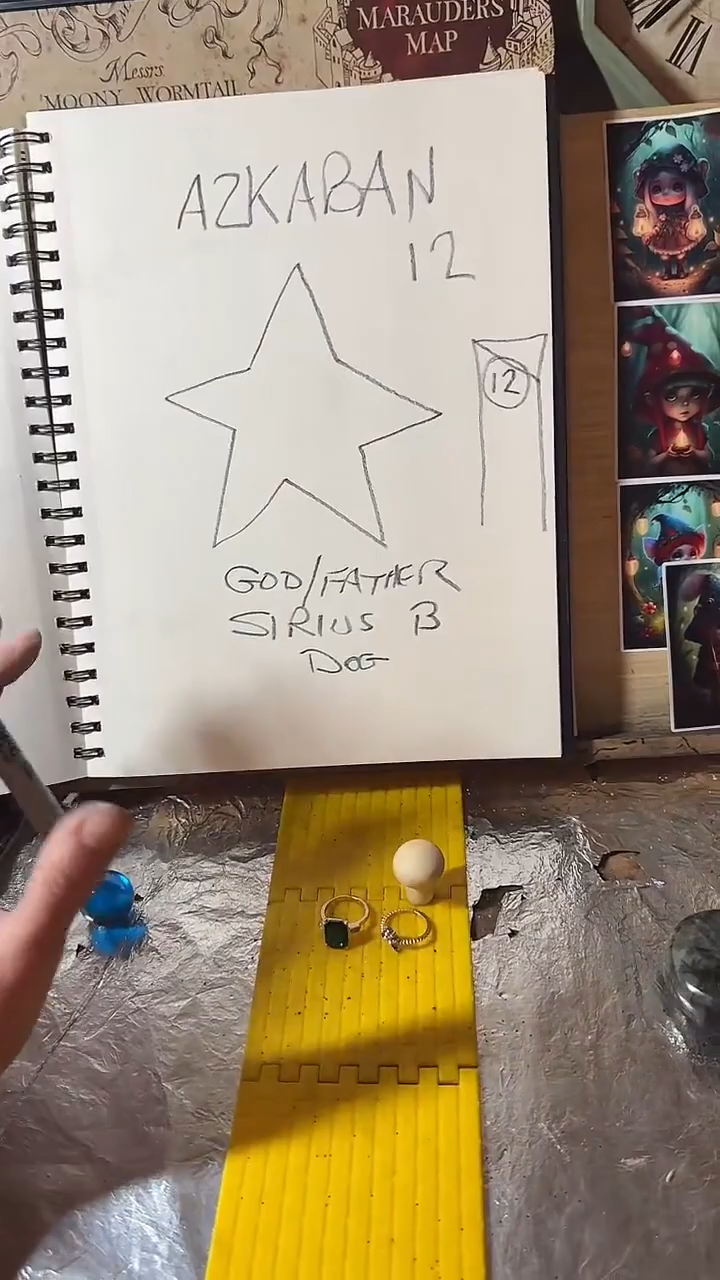 MARAUDERS
MAP
Messrs
MOONY WORMTAIL
AZKABAN
12
12
GOD/FATHER
SIRIUS B
DOG